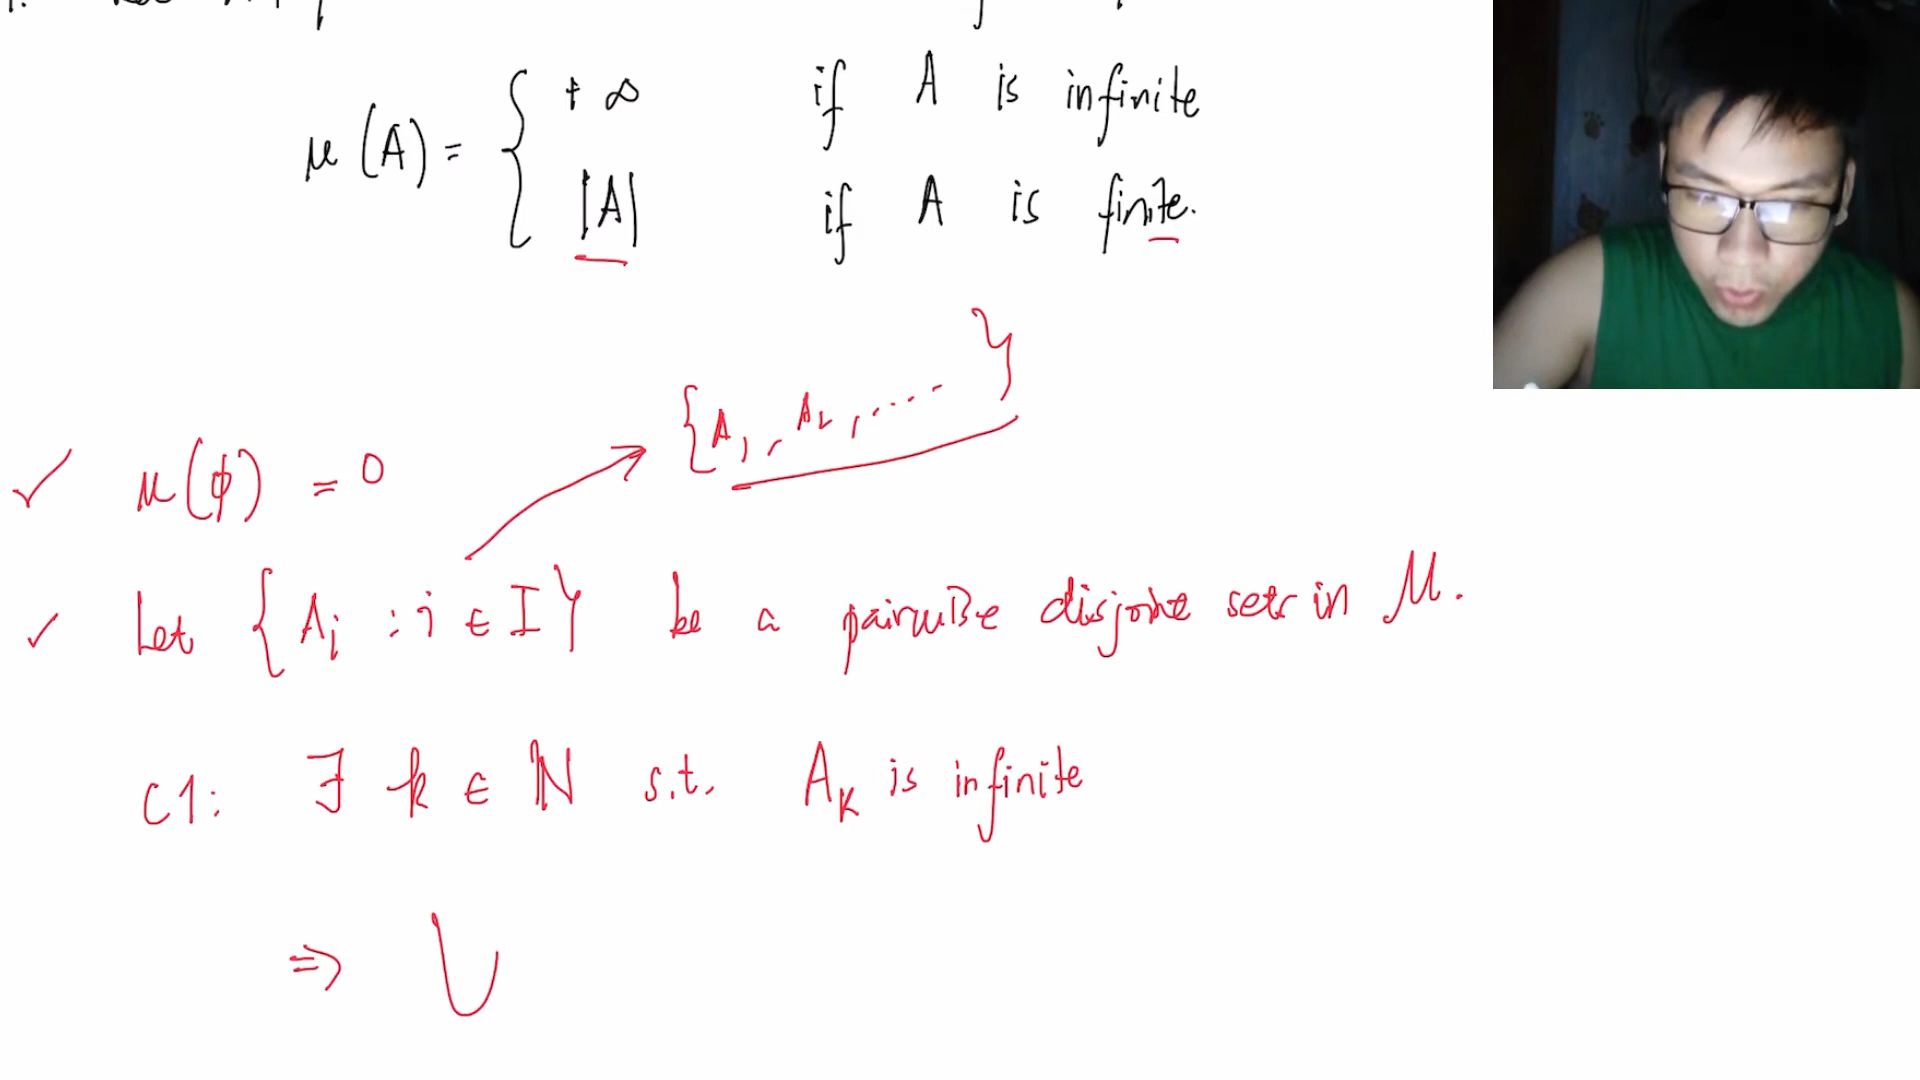 μ(A) = { +∞ if A is infinite
|A| if A is finite.
{A₁, A₂, ..... }
✓ μ(φ) = 0
✓ Let {Aᵢ : i ∈ I} be a pairwise disjoint sets in M.
C1: ∃ k ∈ ℕ s.t. Aₖ is infinite
⇒ ∪